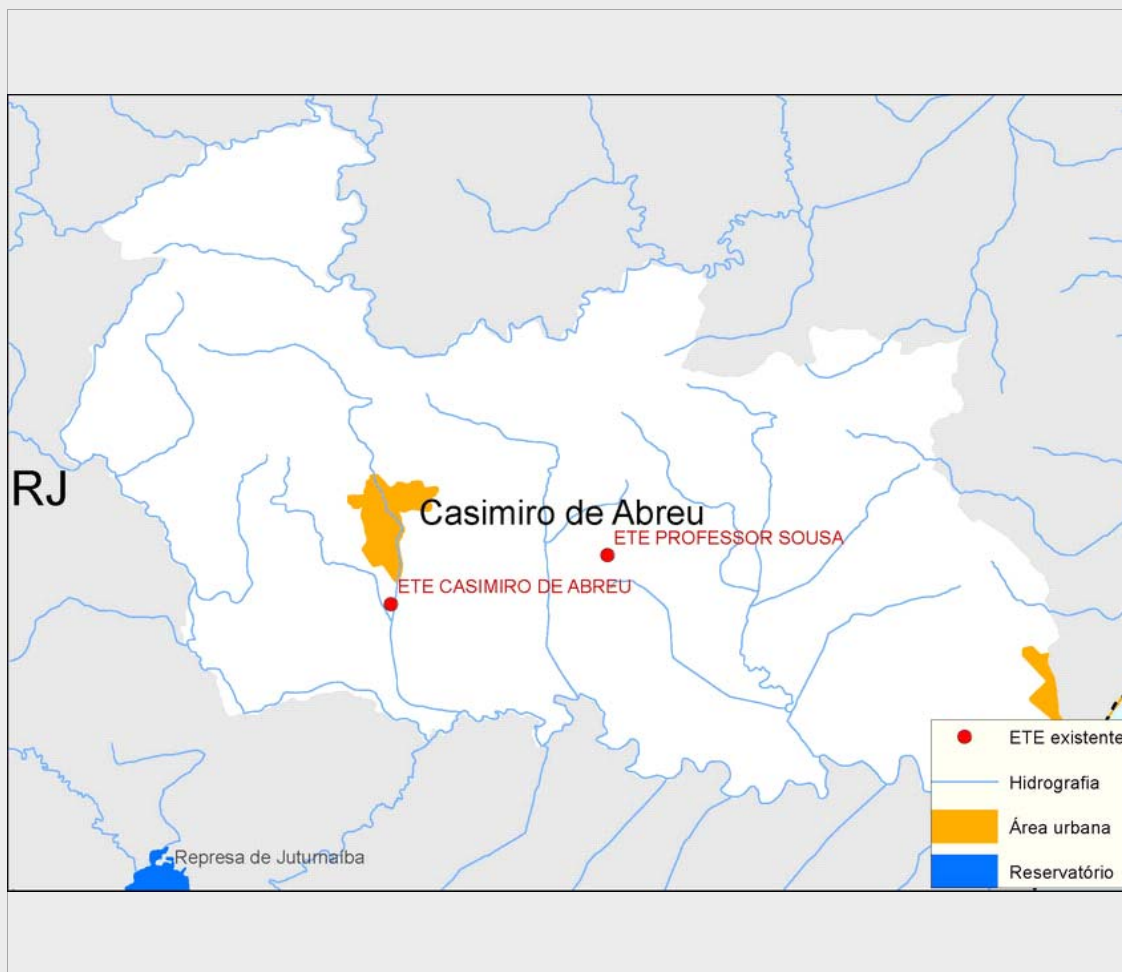 RJ
Casimiro de Abreu
ETE PROFESSOR SOUSA
ETE CASIMIRO DE ABREU
Represa de Juturnaíba
ETE existente
Hidrografia
Área urbana
Reservatório